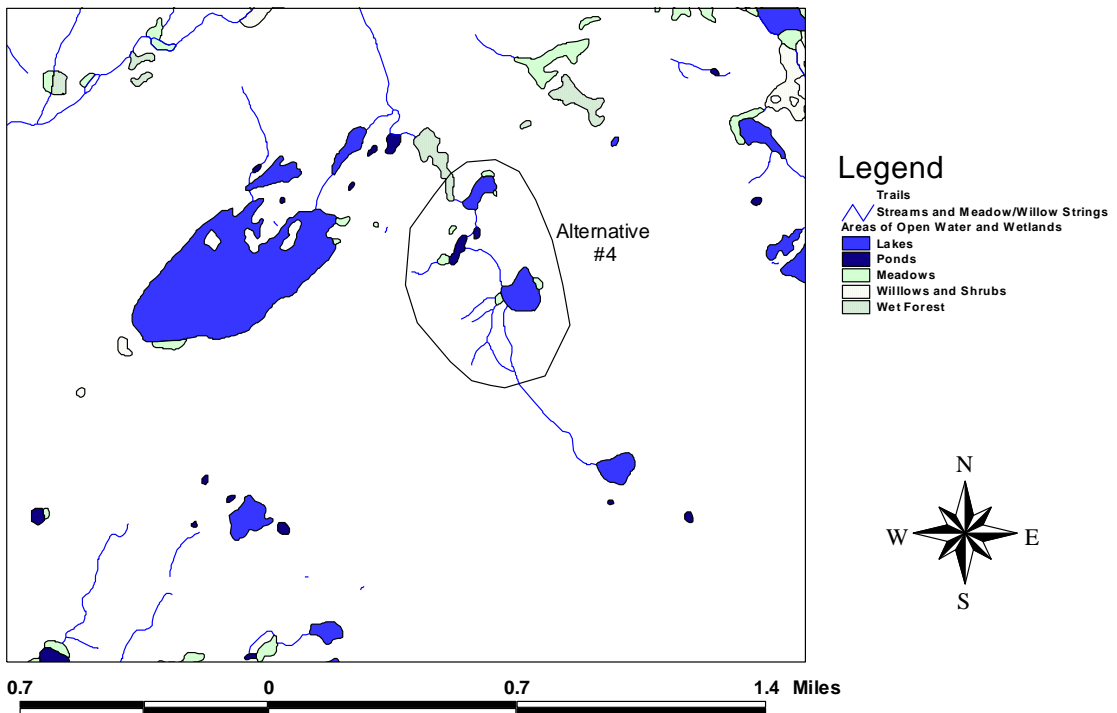 Alternative
#4
Legend
Trails
Streams and Meadow/Willow Strings
Areas of Open Water and Wetlands
Lakes
Ponds
Meadows
Willlows and Shrubs
Wet Forest
N
W E
S
0.7 0 0.7 1.4 Miles